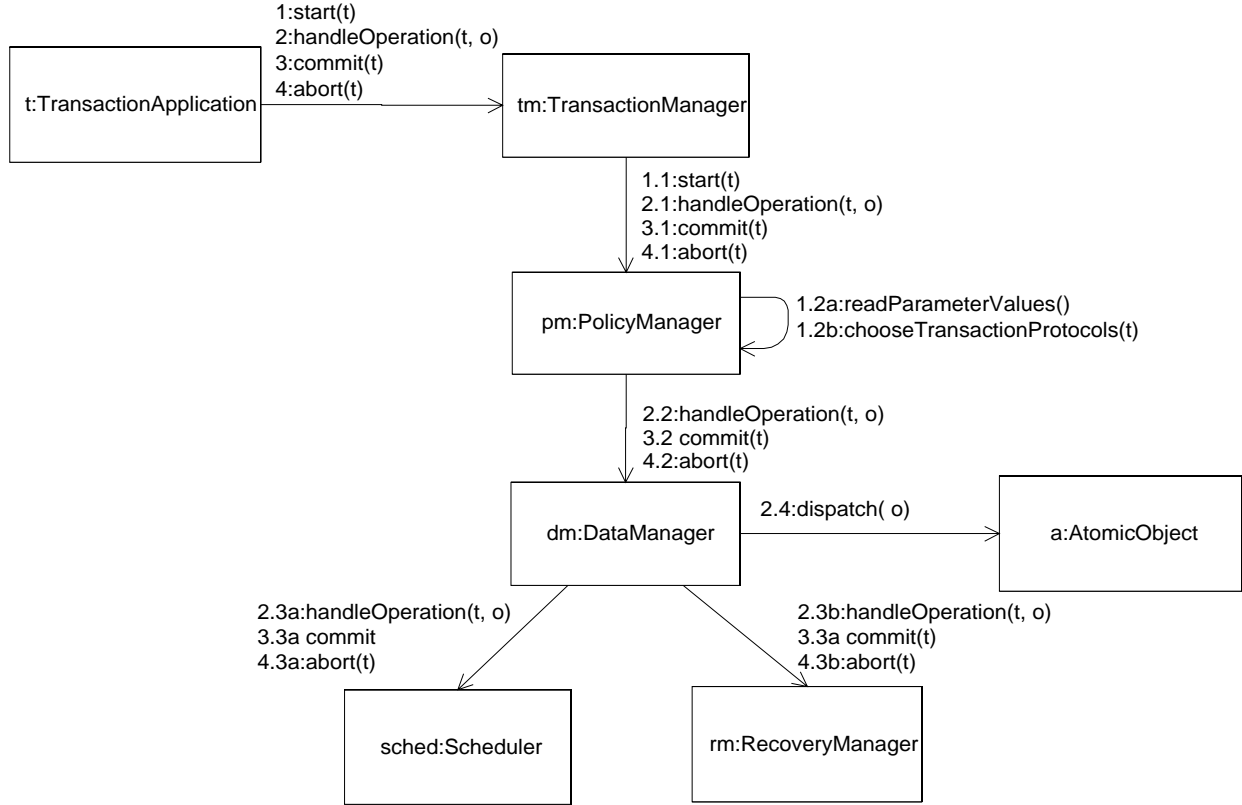 1:start(t)
2:handleOperation(t, o)
3:commit(t)
4:abort(t)
t:TransactionApplication
tm:TransactionManager
1.1:start(t)
2.1:handleOperation(t, o)
3.1:commit(t)
4.1:abort(t)
pm:PolicyManager
1.2a:readParameterValues()
1.2b:chooseTransactionProtocols(t)
2.2:handleOperation(t, o)
3.2 commit(t)
4.2:abort(t)
dm:DataManager
2.4:dispatch( o)
a:AtomicObject
2.3a:handleOperation(t, o)
3.3a commit
4.3a:abort(t)
2.3b:handleOperation(t, o)
3.3a commit(t)
4.3b:abort(t)
sched:Scheduler
rm:RecoveryManager